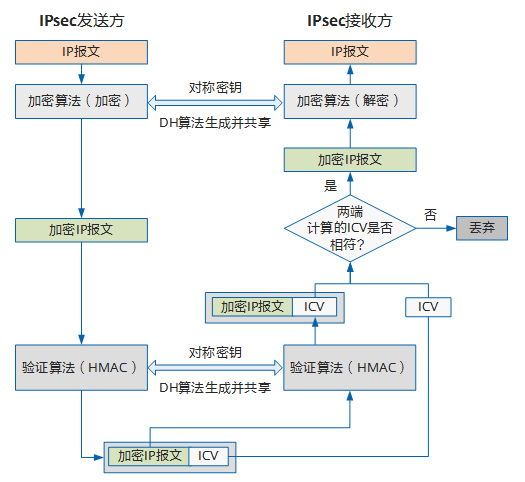 IPsec发送方
IPsec接收方
IP报文
IP报文
加密算法（加密）
对称密钥
DH算法生成并共享
加密算法（解密）
加密IP报文
是
加密IP报文
两端
计算的ICV是否
相符?
否
丢弃
加密IP报文
ICV
ICV
验证算法（HMAC）
对称密钥
DH算法生成并共享
验证算法（HMAC）
加密IP报文
ICV